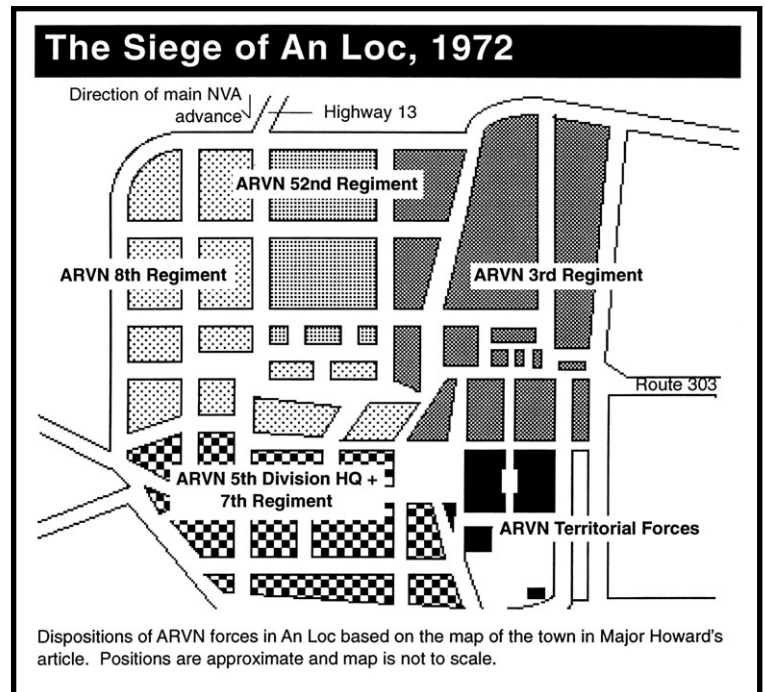 The Siege of An Loc, 1972
Direction of main NVA
advance
Highway 13
ARVN 52nd Regiment
ARVN 8th Regiment
ARVN 3rd Regiment
Route 303
ARVN 5th Division HQ +
7th Regiment
ARVN Territorial Forces
Dispositions of ARVN forces in An Loc based on the map of the town in Major Howard's
article. Positions are approximate and map is not to scale.